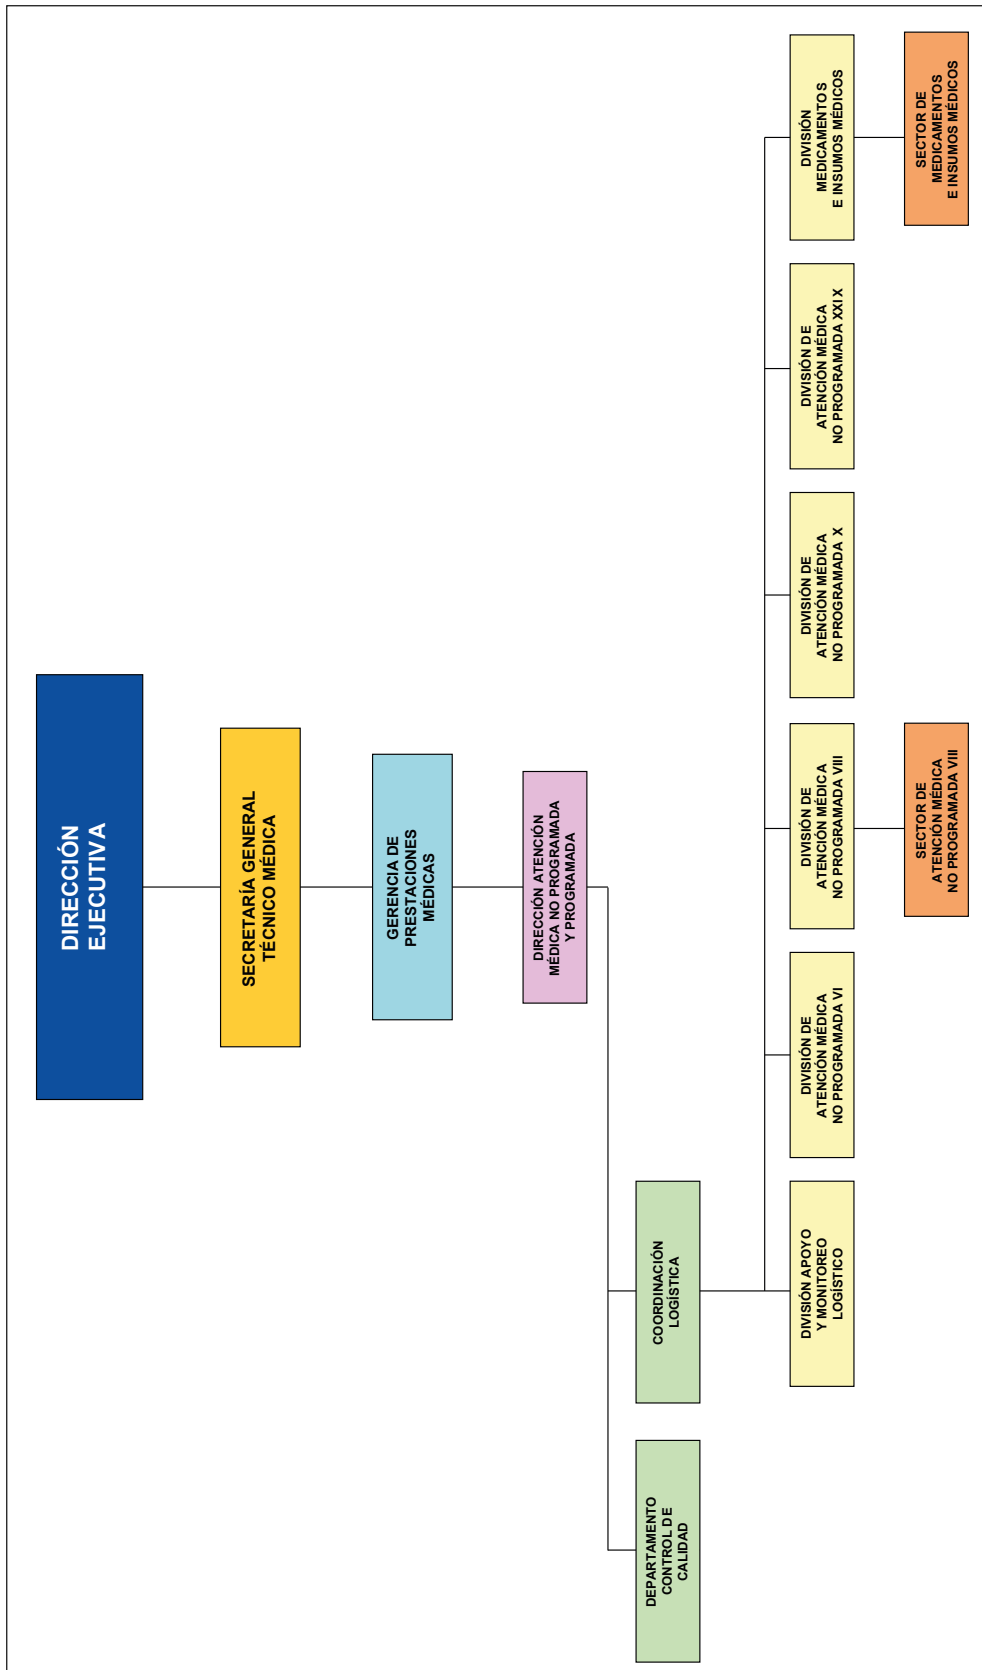 DIRECCIÓN
EJECUTIVA
SECRETARÍA GENERAL
TÉCNICO MÉDICA
GERENCIA DE
PRESTACIONES
MÉDICAS
DIRECCIÓN ATENCIÓN
MÉDICA NO PROGRAMADA
Y PROGRAMADA
DEPARTAMENTO
CONTROL DE
CALIDAD
COORDINACIÓN
LOGÍSTICA
DIVISIÓN APOYO
Y MONITOREO
LOGÍSTICO
DIVISIÓN DE
ATENCIÓN MÉDICA
NO PROGRAMADA VI
DIVISIÓN DE
ATENCIÓN MÉDICA
NO PROGRAMADA VIII
DIVISIÓN DE
ATENCIÓN MÉDICA
NO PROGRAMADA X
DIVISIÓN DE
ATENCIÓN MÉDICA
NO PROGRAMADA XXIX
DIVISIÓN
MEDICAMENTOS
E INSUMOS MÉDICOS
SECTOR DE
ATENCIÓN MÉDICA
NO PROGRAMADA VIII
SECTOR DE
MEDICAMENTOS
E INSUMOS MÉDICOS